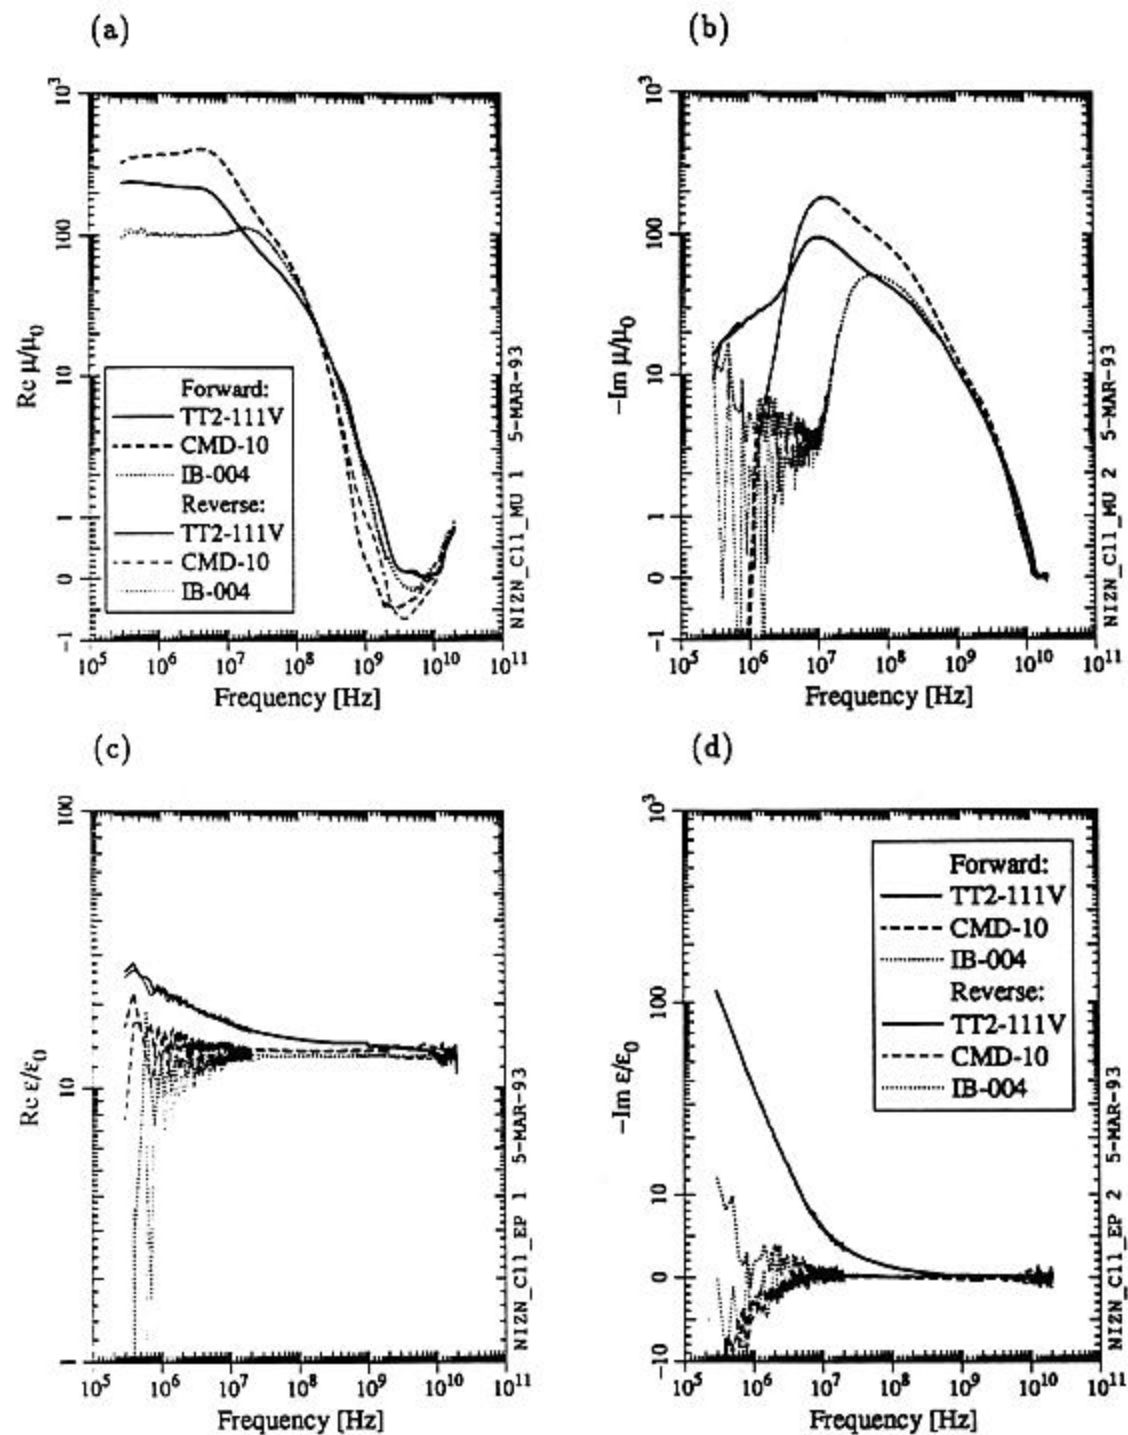 (a)
10³
100
10
1
0
−1
Re μ/μ₀
Forward:
TT2-111V
CMD-10
IB-004
Reverse:
TT2-111V
CMD-10
IB-004
10⁵ 10⁶ 10⁷ 10⁸ 10⁹ 10¹⁰ 10¹¹
Frequency [Hz]
NIZN_C11_MU 1 5-MAR-93
(b)
10³
100
10
1
0
−1
−Im μ/μ₀
10⁵ 10⁶ 10⁷ 10⁸ 10⁹ 10¹⁰ 10¹¹
Frequency [Hz]
NIZN_C11_MU 2 5-MAR-93
(c)
100
10
1
Re ε/ε₀
10⁵ 10⁶ 10⁷ 10⁸ 10⁹ 10¹⁰ 10¹¹
Frequency [Hz]
NIZN_C11_EP 1 5-MAR-93
(d)
10³
100
10
0
−10
−Im ε/ε₀
Forward:
TT2-111V
CMD-10
IB-004
Reverse:
TT2-111V
CMD-10
IB-004
10⁵ 10⁶ 10⁷ 10⁸ 10⁹ 10¹⁰ 10¹¹
Frequency [Hz]
NIZN_C11_EP 2 5-MAR-93